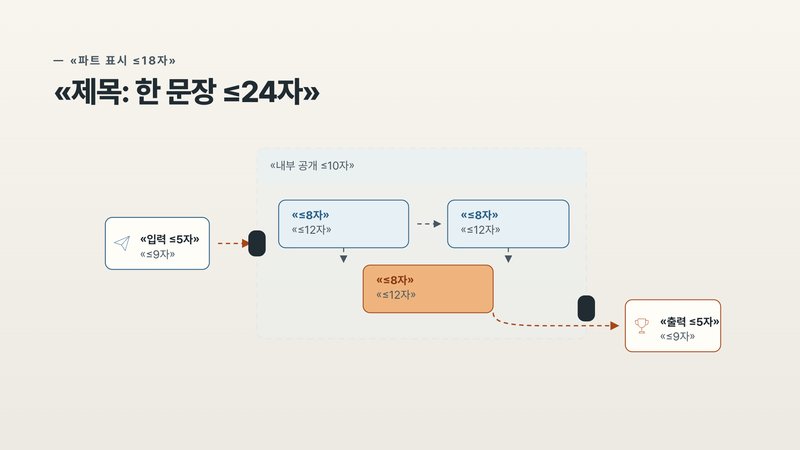 — «파트 표시 ≤18자»
«제목: 한 문장 ≤24자»
«내부 공개 ≤10자»
«≤8자»
«≤12자»
«≤8자»
«≤12자»
«입력 ≤5자»
«≤9자»
«≤8자»
«≤12자»
«출력 ≤5자»
«≤9자»